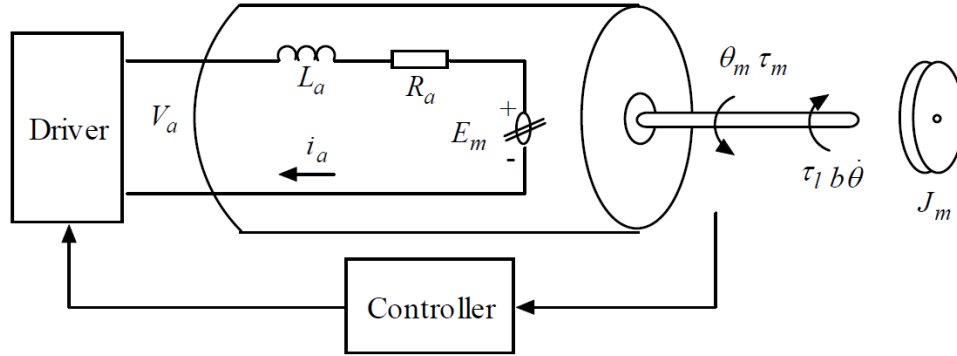 Driver
V_a
L_a
R_a
i_a
E_m
+
-
θ_m τ_m
τ_l bθ̇
J_m
Controller